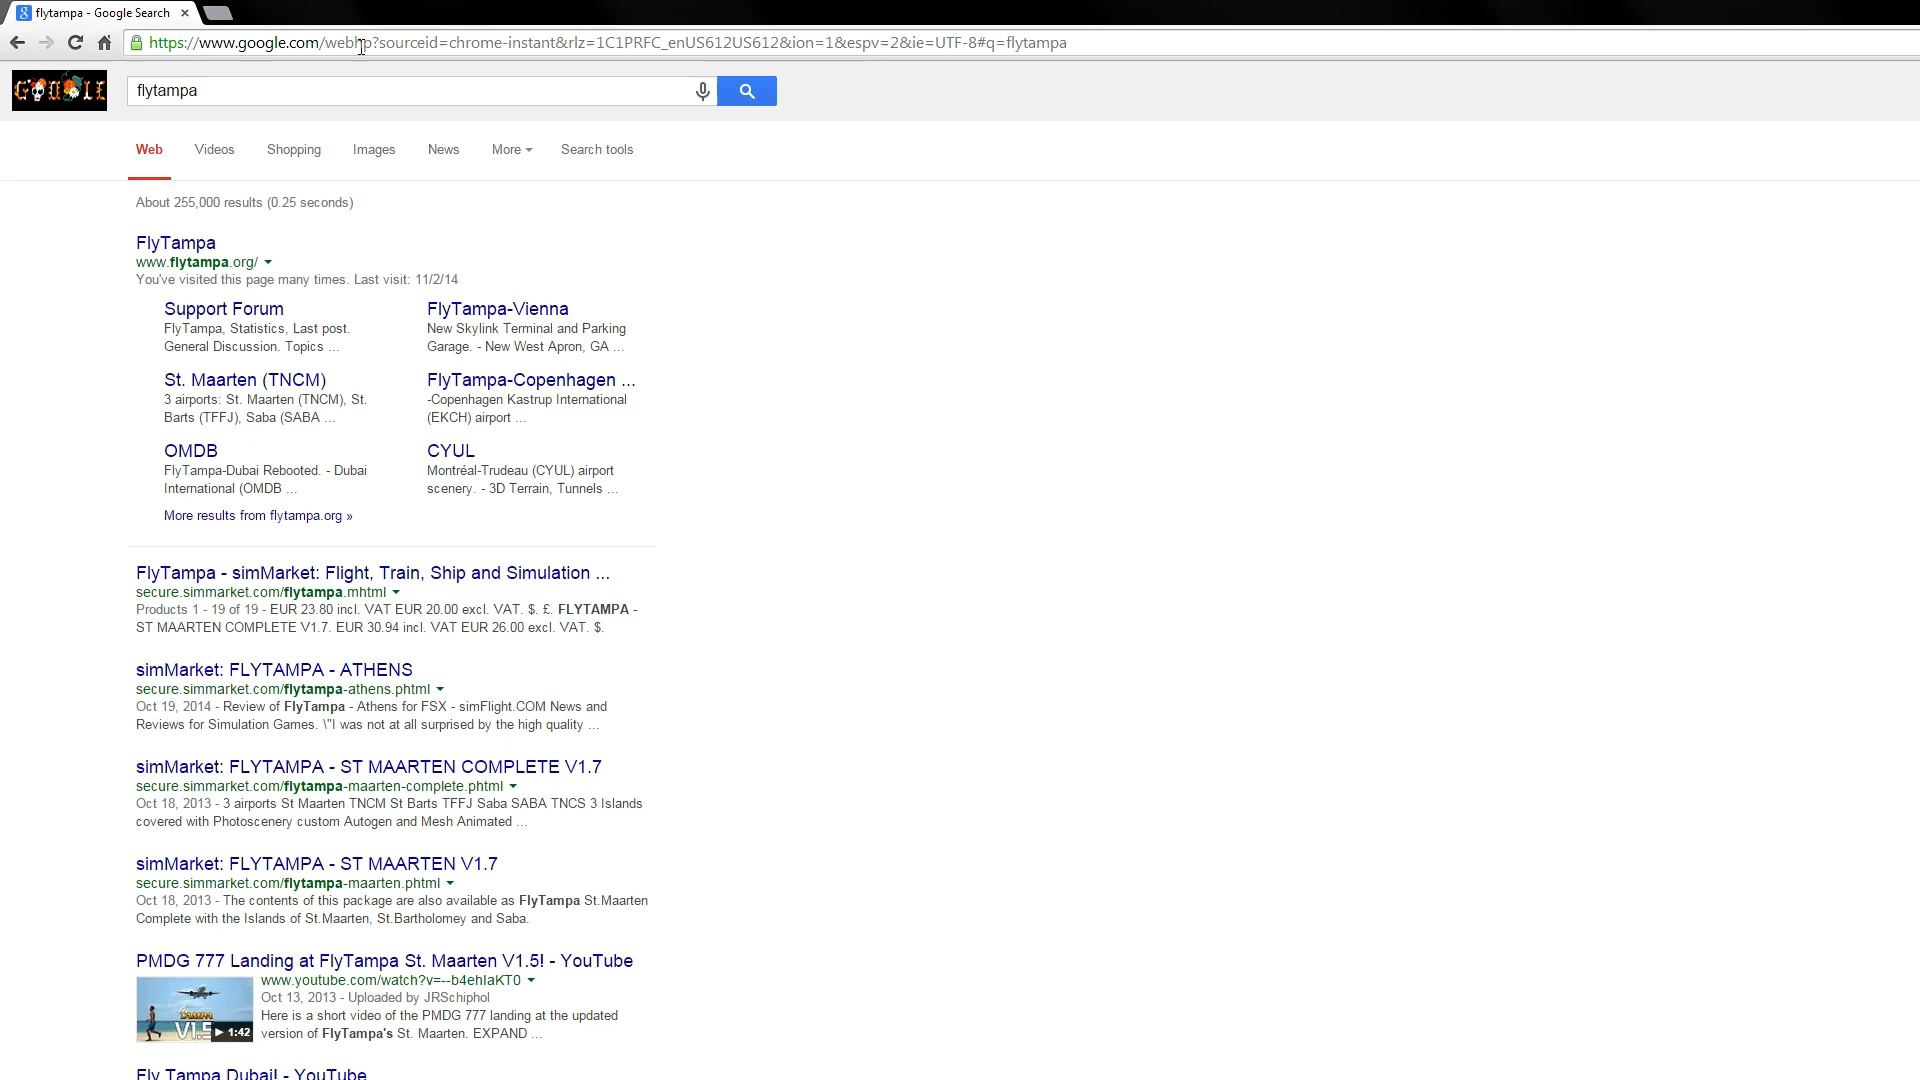 flytampa - Google Search
https://www.google.com/webhp?sourceid=chrome-instant&rlz=1C1PRFC_enUS612US612&ion=1&espv=2&ie=UTF-8#q=flytampa
flytampa
Web Videos Shopping Images News More Search tools
About 255,000 results (0.25 seconds)
FlyTampa
www.flytampa.org/
You've visited this page many times. Last visit: 11/2/14
Support Forum
FlyTampa, Statistics, Last post.
General Discussion. Topics ...
FlyTampa-Vienna
New Skylink Terminal and Parking
Garage. - New West Apron, GA ...
St. Maarten (TNCM)
3 airports: St. Maarten (TNCM), St.
Barts (TFFJ), Saba (SABA ...
FlyTampa-Copenhagen ...
-Copenhagen Kastrup International
(EKCH) airport ...
OMDB
FlyTampa-Dubai Rebooted. - Dubai
International (OMDB ...
CYUL
Montréal-Trudeau (CYUL) airport
scenery. - 3D Terrain, Tunnels ...
More results from flytampa.org »
FlyTampa - simMarket: Flight, Train, Ship and Simulation ...
secure.simmarket.com/flytampa.mhtml
Products 1 - 19 of 19 - EUR 23.80 incl. VAT EUR 20.00 excl. VAT. $. £. FLYTAMPA -
ST MAARTEN COMPLETE V1.7. EUR 30.94 incl. VAT EUR 26.00 excl. VAT. $.
simMarket: FLYTAMPA - ATHENS
secure.simmarket.com/flytampa-athens.phtml
Oct 19, 2014 - Review of FlyTampa - Athens for FSX - simFlight.COM News and
Reviews for Simulation Games. \"I was not at all surprised by the high quality ...
simMarket: FLYTAMPA - ST MAARTEN COMPLETE V1.7
secure.simmarket.com/flytampa-maarten-complete.phtml
Oct 18, 2013 - 3 airports St Maarten TNCM St Barts TFFJ Saba SABA TNCS 3 Islands
covered with Photoscenery custom Autogen and Mesh Animated ...
simMarket: FLYTAMPA - ST MAARTEN V1.7
secure.simmarket.com/flytampa-maarten.phtml
Oct 18, 2013 - The contents of this package are also available as FlyTampa St.Maarten
Complete with the Islands of St.Maarten, St.Bartholomey and Saba.
PMDG 777 Landing at FlyTampa St. Maarten V1.5! - YouTube
www.youtube.com/watch?v=--b4ehIaKT0
Oct 13, 2013 - Uploaded by JRSchiphol
Here is a short video of the PMDG 777 landing at the updated
version of FlyTampa's St. Maarten. EXPAND ...
TAMPA
V1.5
1:42
Fly Tampa Dubai! - YouTube